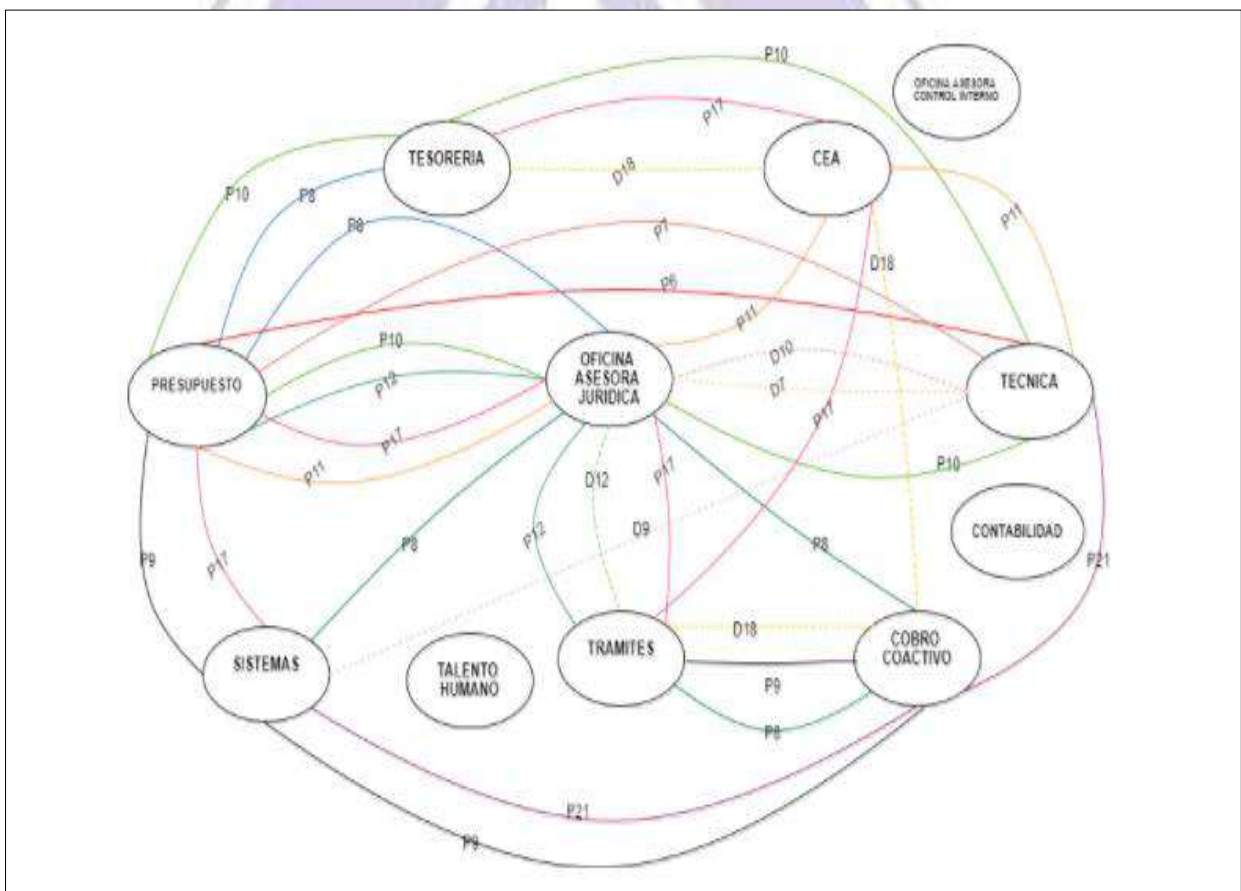 P10
OFICINA ASESORA
CONTROL INTERNO
P17
TESORERIA
CEA
D18
P10
P8
P11
P8
P7
D18
P6
P11
P10
OFICINA
ASESORA
JURIDICA
D10
PRESUPUESTO
P12
D7
TECNICA
P17
P17
P11
P17
P10
D12
D9
CONTABILIDAD
P8
P12
P8
P9
P17
P21
D18
SISTEMAS
TALENTO
HUMANO
TRAMITES
COBRO
COACTIVO
P9
P8
P21
P9